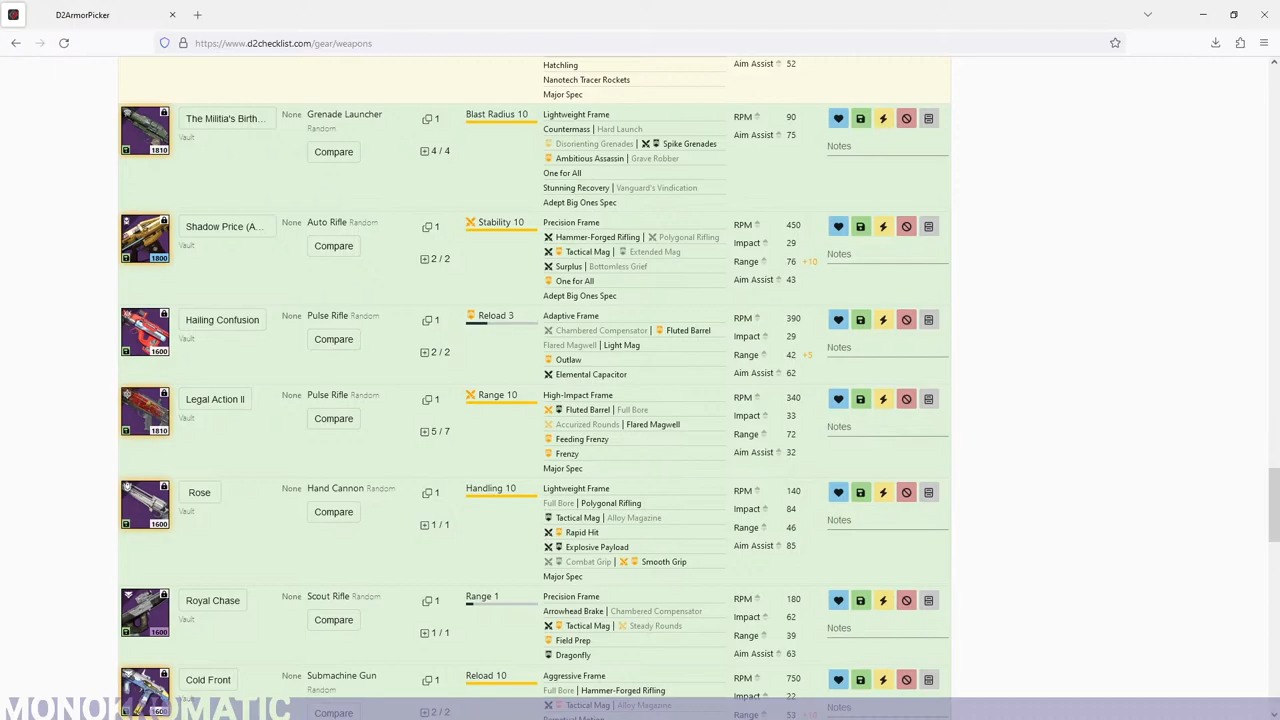 D2ArmorPicker
https://www.d2checklist.com/gear/weapons
Hatchling
Nanotech Tracer Rockets
Major Spec
Aim Assist 52
1810
The Militia's Birth...
Vault
None Grenade Launcher
Random
Compare
1
4 / 4
Blast Radius 10
Lightweight Frame
Countermass | Hard Launch
Disorienting Grenades | Spike Grenades
Ambitious Assassin | Grave Robber
One for All
Stunning Recovery | Vanguard's Vindication
Adept Big Ones Spec
RPM 90
Aim Assist 75
Notes
1800
Shadow Price (A...
Vault
None Auto Rifle Random
Compare
1
2 / 2
Stability 10
Precision Frame
Hammer-Forged Rifling | Polygonal Rifling
Tactical Mag | Extended Mag
Surplus | Bottomless Grief
One for All
Adept Big Ones Spec
RPM 450
Impact 29
Range 76 +10
Aim Assist 43
Notes
1600
Hailing Confusion
Vault
None Pulse Rifle Random
Compare
1
2 / 2
Reload 3
Adaptive Frame
Chambered Compensator | Fluted Barrel
Flared Magwell | Light Mag
Outlaw
Elemental Capacitor
RPM 390
Impact 29
Range 42 +5
Aim Assist 62
Notes
1810
Legal Action II
Vault
None Pulse Rifle Random
Compare
1
5 / 7
Range 10
High-Impact Frame
Fluted Barrel | Full Bore
Accurized Rounds | Flared Magwell
Feeding Frenzy
Frenzy
Major Spec
RPM 340
Impact 33
Range 72
Aim Assist 32
Notes
1600
Rose
Vault
None Hand Cannon Random
Compare
1
1 / 1
Handling 10
Lightweight Frame
Full Bore | Polygonal Rifling
Tactical Mag | Alloy Magazine
Rapid Hit
Explosive Payload
Combat Grip | Smooth Grip
Major Spec
RPM 140
Impact 84
Range 46
Aim Assist 85
Notes
1600
Royal Chase
Vault
None Scout Rifle Random
Compare
1
1 / 1
Range 1
Precision Frame
Arrowhead Brake | Chambered Compensator
Tactical Mag | Steady Rounds
Field Prep
Dragonfly
RPM 180
Impact 62
Range 39
Aim Assist 63
Notes
1600
Cold Front
Vault
None Submachine Gun
Random
Compare
1
2 / 2
Reload 10
Aggressive Frame
Full Bore | Hammer-Forged Rifling
Tactical Mag | Alloy Magazine
Perpetual Motion
RPM 750
Impact 22
Range 53 +10
Notes